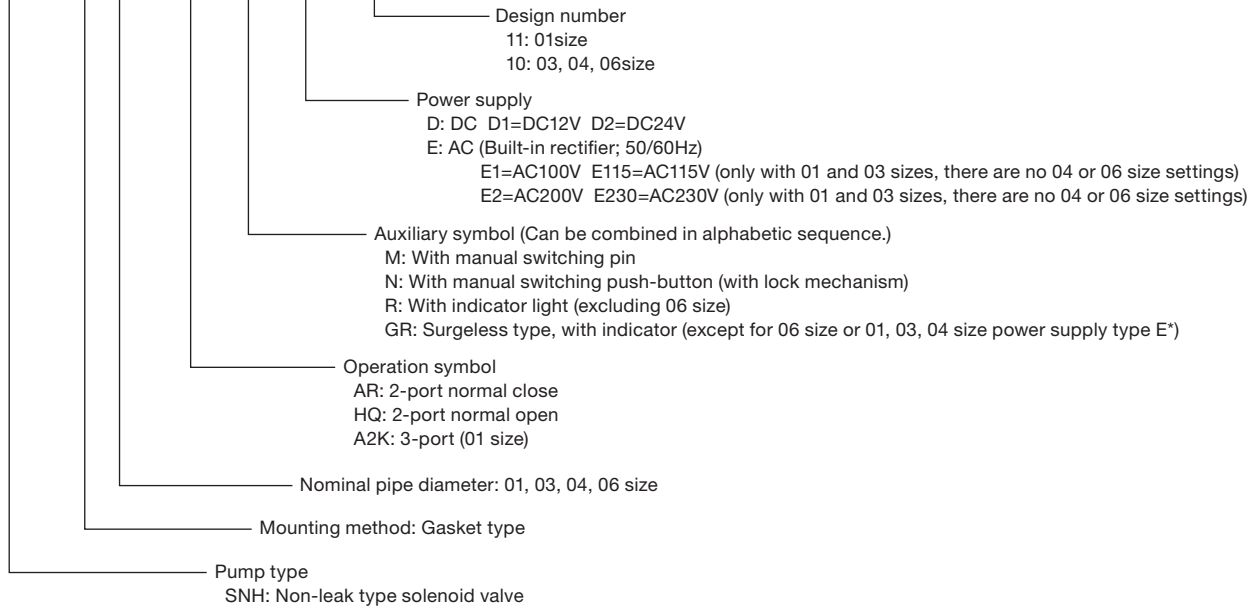 Design number
11: 01size
10: 03, 04, 06size
Power supply
D: DC D1=DC12V D2=DC24V
E: AC (Built-in rectifier; 50/60Hz)
E1=AC100V E115=AC115V (only with 01 and 03 sizes, there are no 04 or 06 size settings)
E2=AC200V E230=AC230V (only with 01 and 03 sizes, there are no 04 or 06 size settings)
Auxiliary symbol (Can be combined in alphabetic sequence.)
M: With manual switching pin
N: With manual switching push-button (with lock mechanism)
R: With indicator light (excluding 06 size)
GR: Surgeless type, with indicator (except for 06 size or 01, 03, 04 size power supply type E*)
Operation symbol
AR: 2-port normal close
HQ: 2-port normal open
A2K: 3-port (01 size)
Nominal pipe diameter: 01, 03, 04, 06 size
Mounting method: Gasket type
Pump type
SNH: Non-leak type solenoid valve